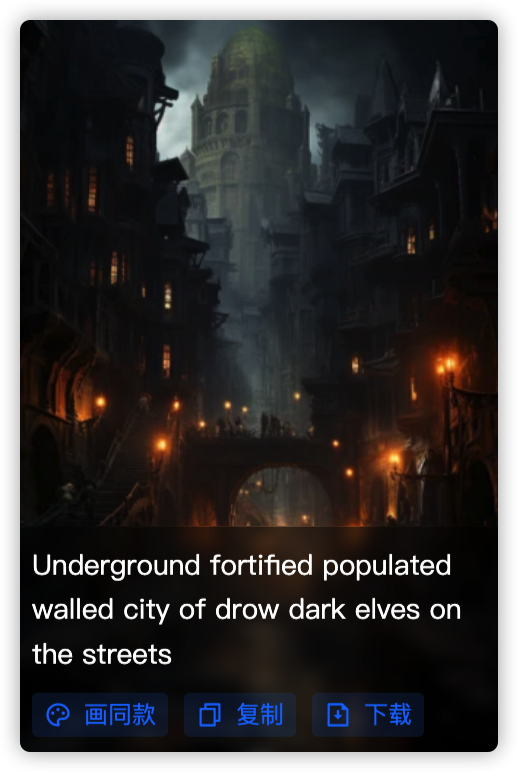 Underground fortified populated
walled city of drow dark elves on
the streets
画同款 复制 下载